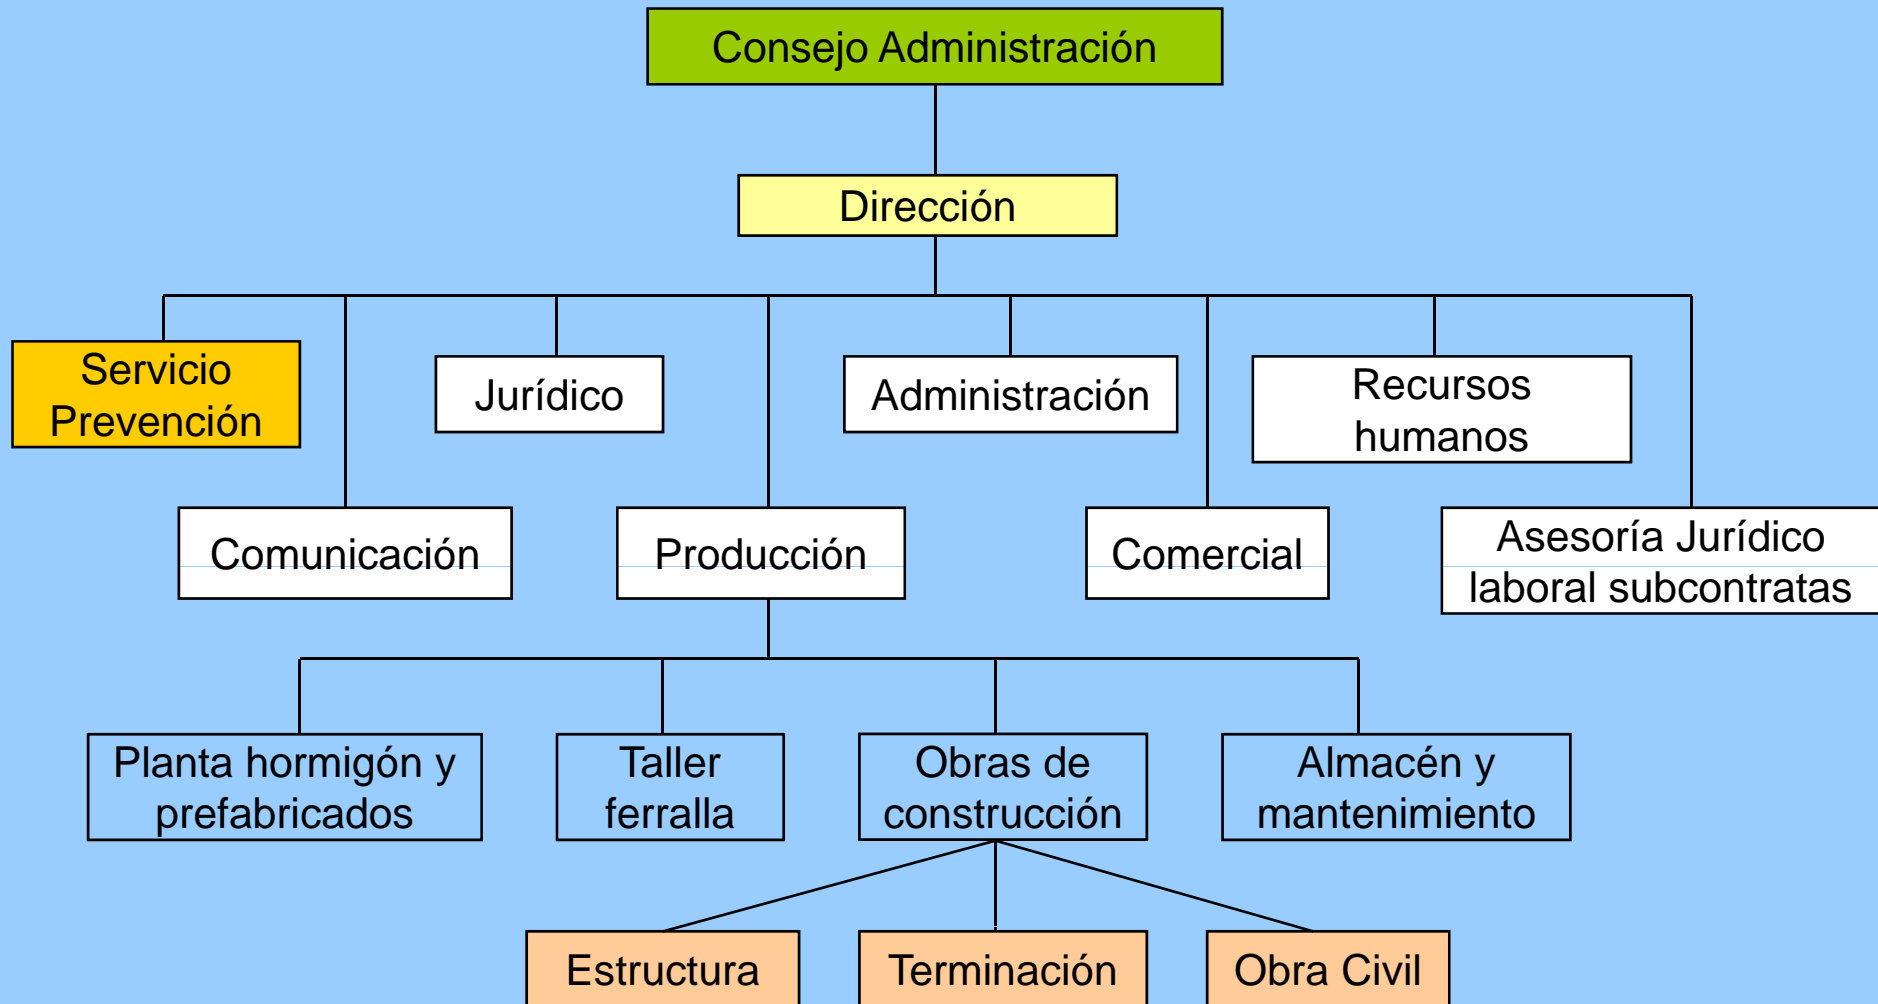 Consejo Administración
Dirección
Servicio
Prevención
Jurídico
Administración
Recursos
humanos
Comunicación
Producción
Comercial
Asesoría Jurídico
laboral subcontratas
Planta hormigón y
prefabricados
Taller
ferralla
Obras de
construcción
Almacén y
mantenimiento
Estructura
Terminación
Obra Civil